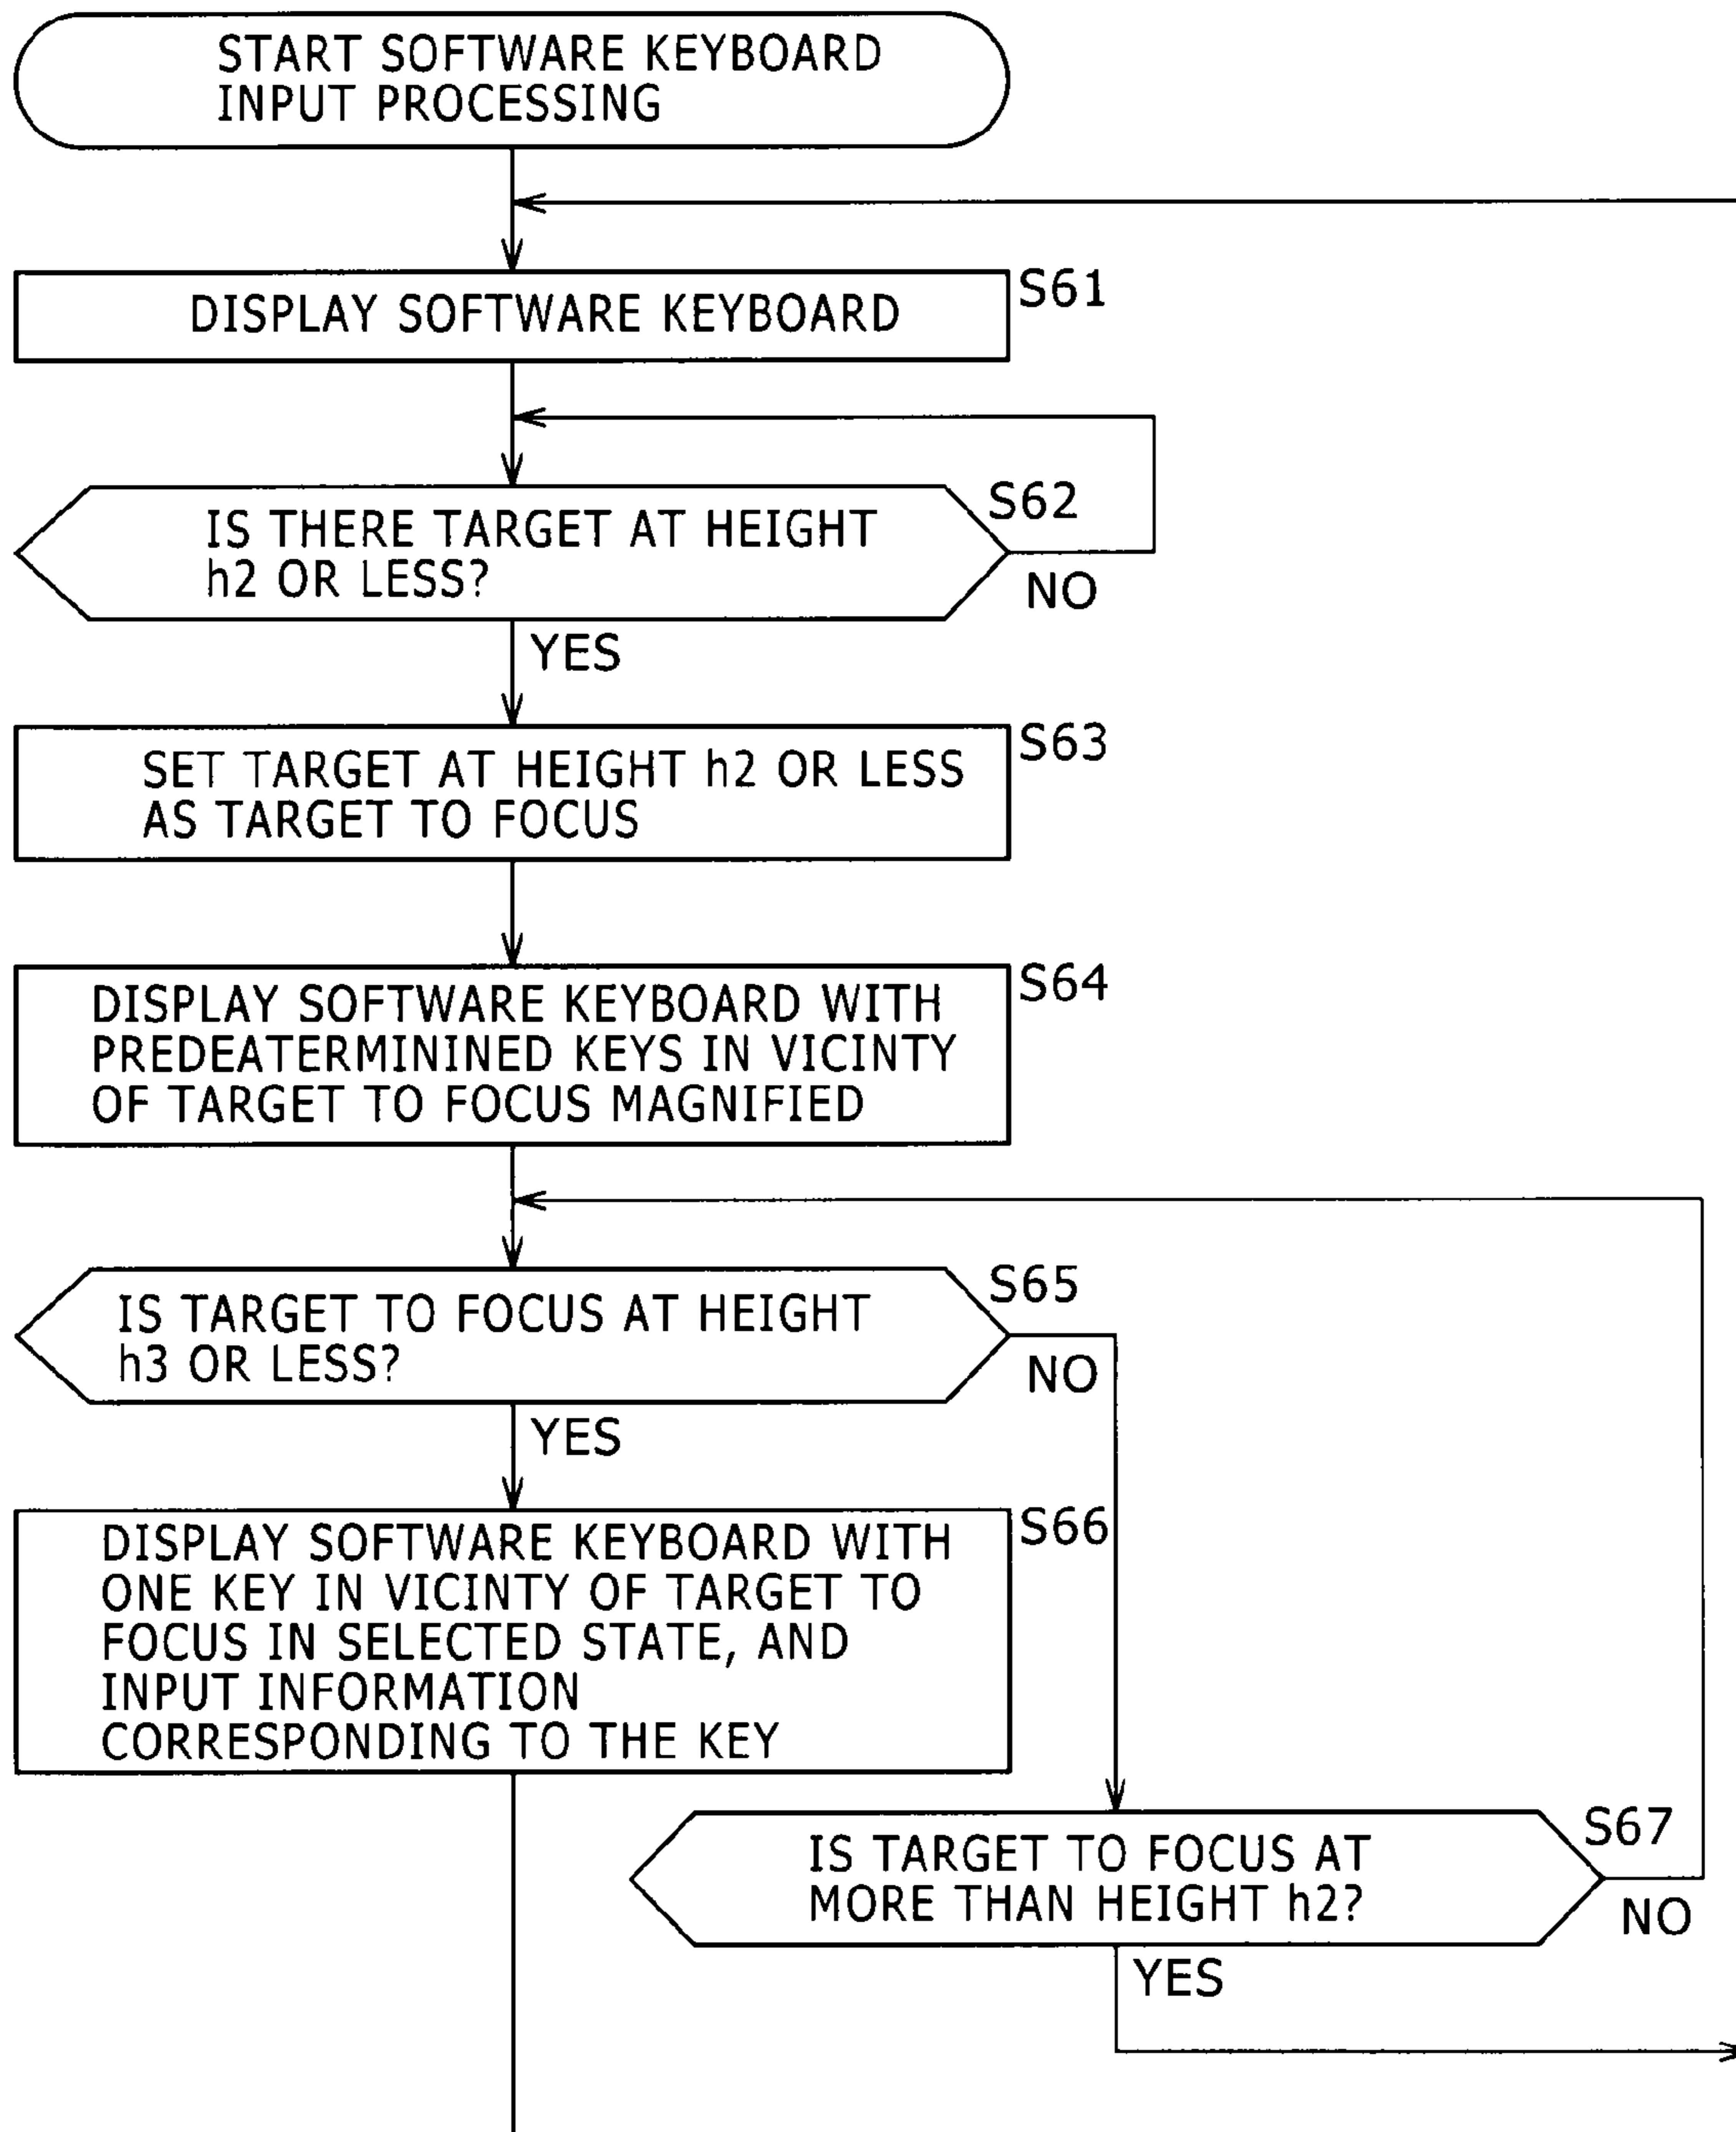 START SOFTWARE KEYBOARD
INPUT PROCESSING
DISPLAY SOFTWARE KEYBOARD
S61
IS THERE TARGET AT HEIGHT
h2 OR LESS?
S62
NO
YES
SET TARGET AT HEIGHT h2 OR LESS
AS TARGET TO FOCUS
S63
DISPLAY SOFTWARE KEYBOARD WITH
PREDEATERMININED KEYS IN VICINTY
OF TARGET TO FOCUS MAGNIFIED
S64
IS TARGET TO FOCUS AT HEIGHT
h3 OR LESS?
S65
NO
YES
DISPLAY SOFTWARE KEYBOARD WITH
ONE KEY IN VICINTY OF TARGET TO
FOCUS IN SELECTED STATE, AND
INPUT INFORMATION
CORRESPONDING TO THE KEY
S66
IS TARGET TO FOCUS AT
MORE THAN HEIGHT h2?
S67
NO
YES